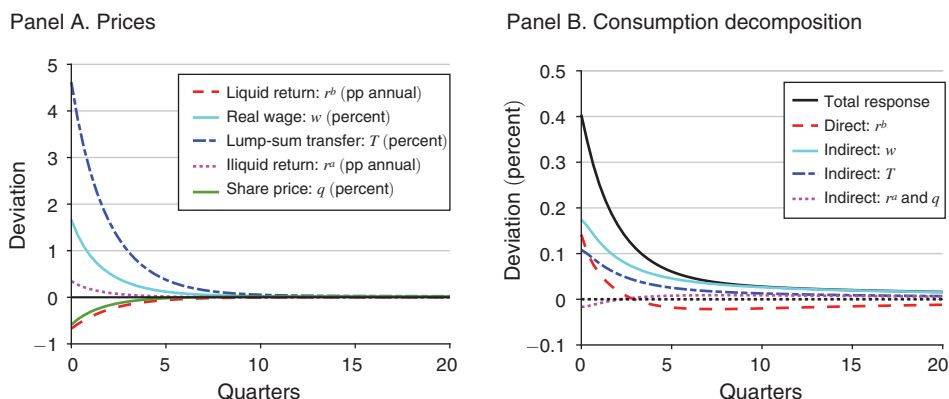 Panel A. Prices
Deviation
5
4
3
2
1
0
−1
0
5
10
15
20
Quarters
Liquid return: rᵇ (pp annual)
Real wage: w (percent)
Lump-sum transfer: T (percent)
Iliquid return: rᵃ (pp annual)
Share price: q (percent)
Panel B. Consumption decomposition
Deviation (percent)
0.5
0.4
0.3
0.2
0.1
0
−0.1
0
5
10
15
20
Quarters
Total response
Direct: rᵇ
Indirect: w
Indirect: T
Indirect: rᵃ and q